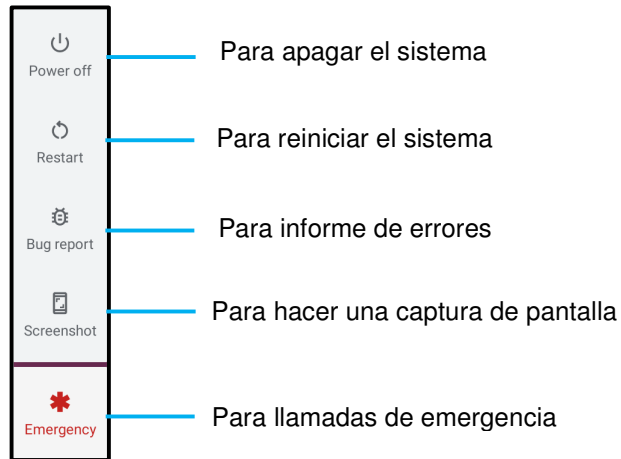 Power off
Para apagar el sistema
Restart
Para reiniciar el sistema
Bug report
Para informe de errores
Screenshot
Para hacer una captura de pantalla
Emergency
Para llamadas de emergencia